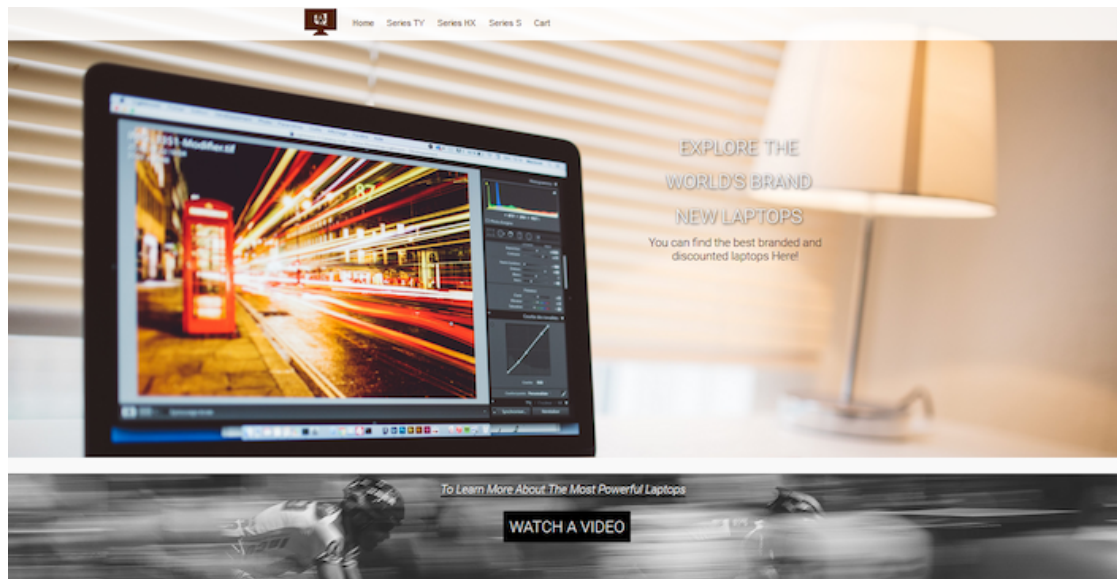 Home Series TY Series HX Series S Cart
EXPLORE THE
WORLD'S BRAND
NEW LAPTOPS
You can find the best branded and
discounted laptops Here!
To Learn More About The Most Powerful Laptops
WATCH A VIDEO